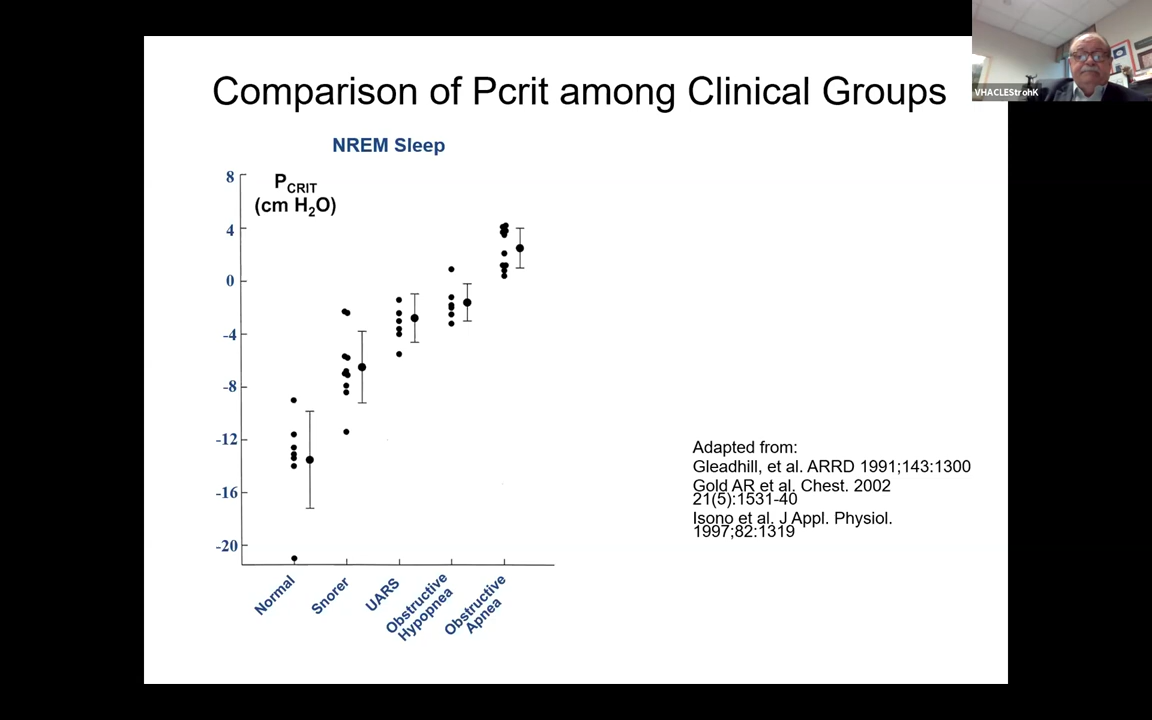 VHACLEStrohK
Comparison of Pcrit among Clinical Groups
NREM Sleep
PCRIT
(cm H2O)
8
4
0
-4
-8
-12
-16
-20
Normal
Snorer
UARS
Obstructive
Hypopnea
Obstructive
Apnea
Adapted from:
Gleadhill, et al. ARRD 1991;143:1300
Gold AR et al. Chest. 2002
21(5):1531-40
Isono et al. J Appl. Physiol.
1997;82:1319